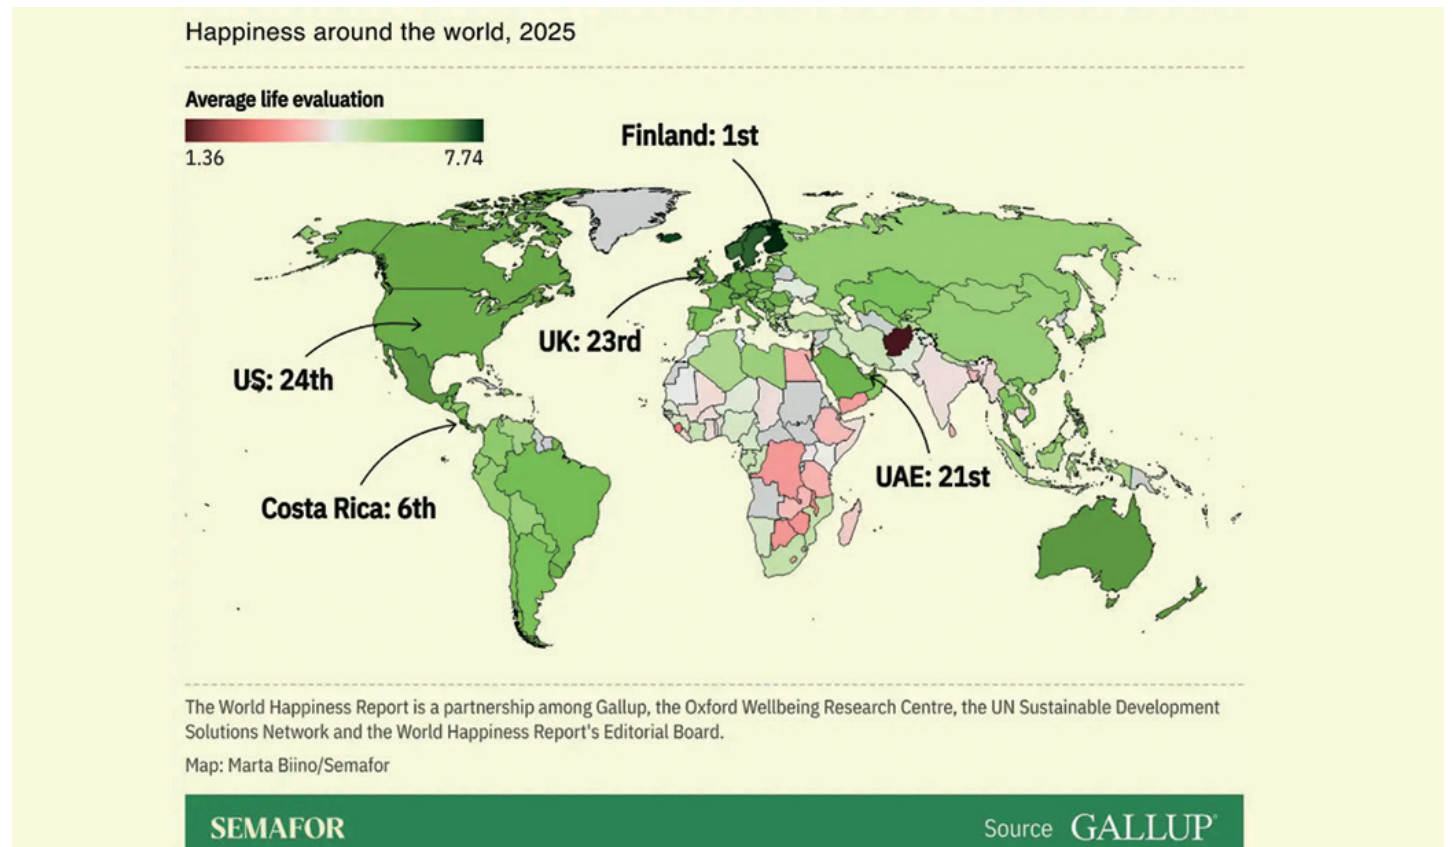 Happiness around the world, 2025
Average life evaluation
1.36
7.74
Finland: 1st
UK: 23rd
US: 24th
Costa Rica: 6th
UAE: 21st
The World Happiness Report is a partnership among Gallup, the Oxford Wellbeing Research Centre, the UN Sustainable Development
Solutions Network and the World Happiness Report's Editorial Board.
Map: Marta Biino/Semafor
SEMAFOR
Source GALLUP